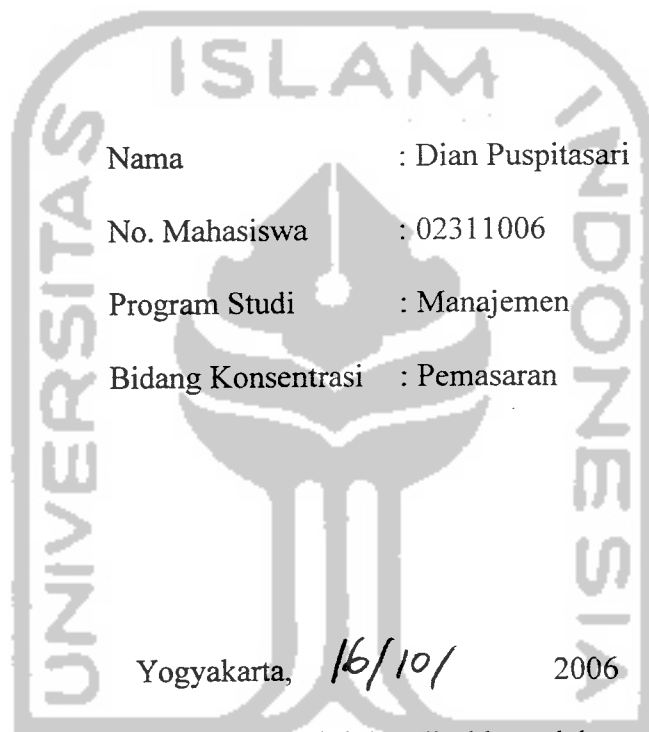 UNIVERSITAS ISLAM INDONESIA
Nama : Dian Puspitasari
No. Mahasiswa : 02311006
Program Studi : Manajemen
Bidang Konsentrasi : Pemasaran
Yogyakarta, 16/10/ 2006